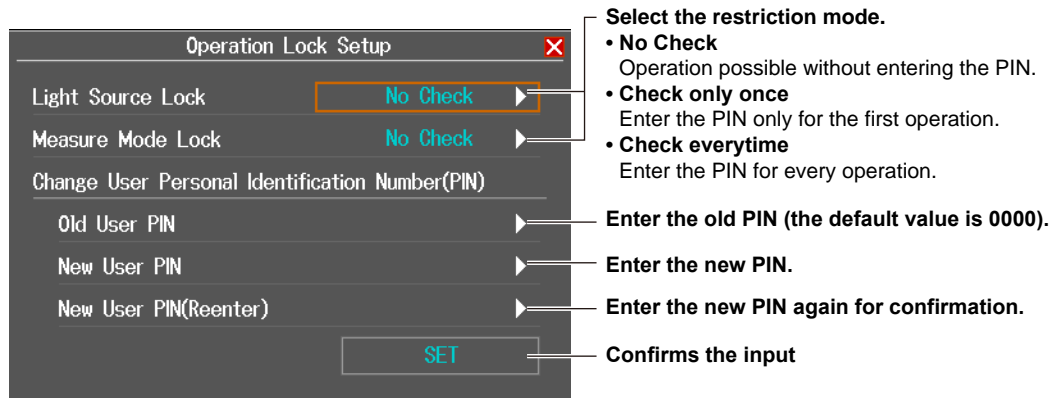 Operation Lock Setup
Light Source Lock No Check
Measure Mode Lock No Check
Change User Personal Identification Number(PIN)
Old User PIN
New User PIN
New User PIN(Reenter)
SET
Select the restriction mode.
• No Check
Operation possible without entering the PIN.
• Check only once
Enter the PIN only for the first operation.
• Check everytime
Enter the PIN for every operation.
Enter the old PIN (the default value is 0000).
Enter the new PIN.
Enter the new PIN again for confirmation.
Confirms the input